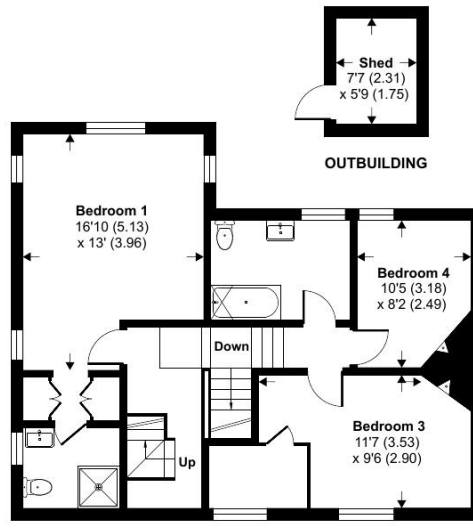 Shed
7'7 (2.31)
x 5'9 (1.75)
OUTBUILDING
Bedroom 1
16'10 (5.13)
x 13' (3.96)
Bedroom 4
10'5 (3.18)
x 8'2 (2.49)
Down
Bedroom 3
11'7 (3.53)
x 9'6 (2.90)
Up